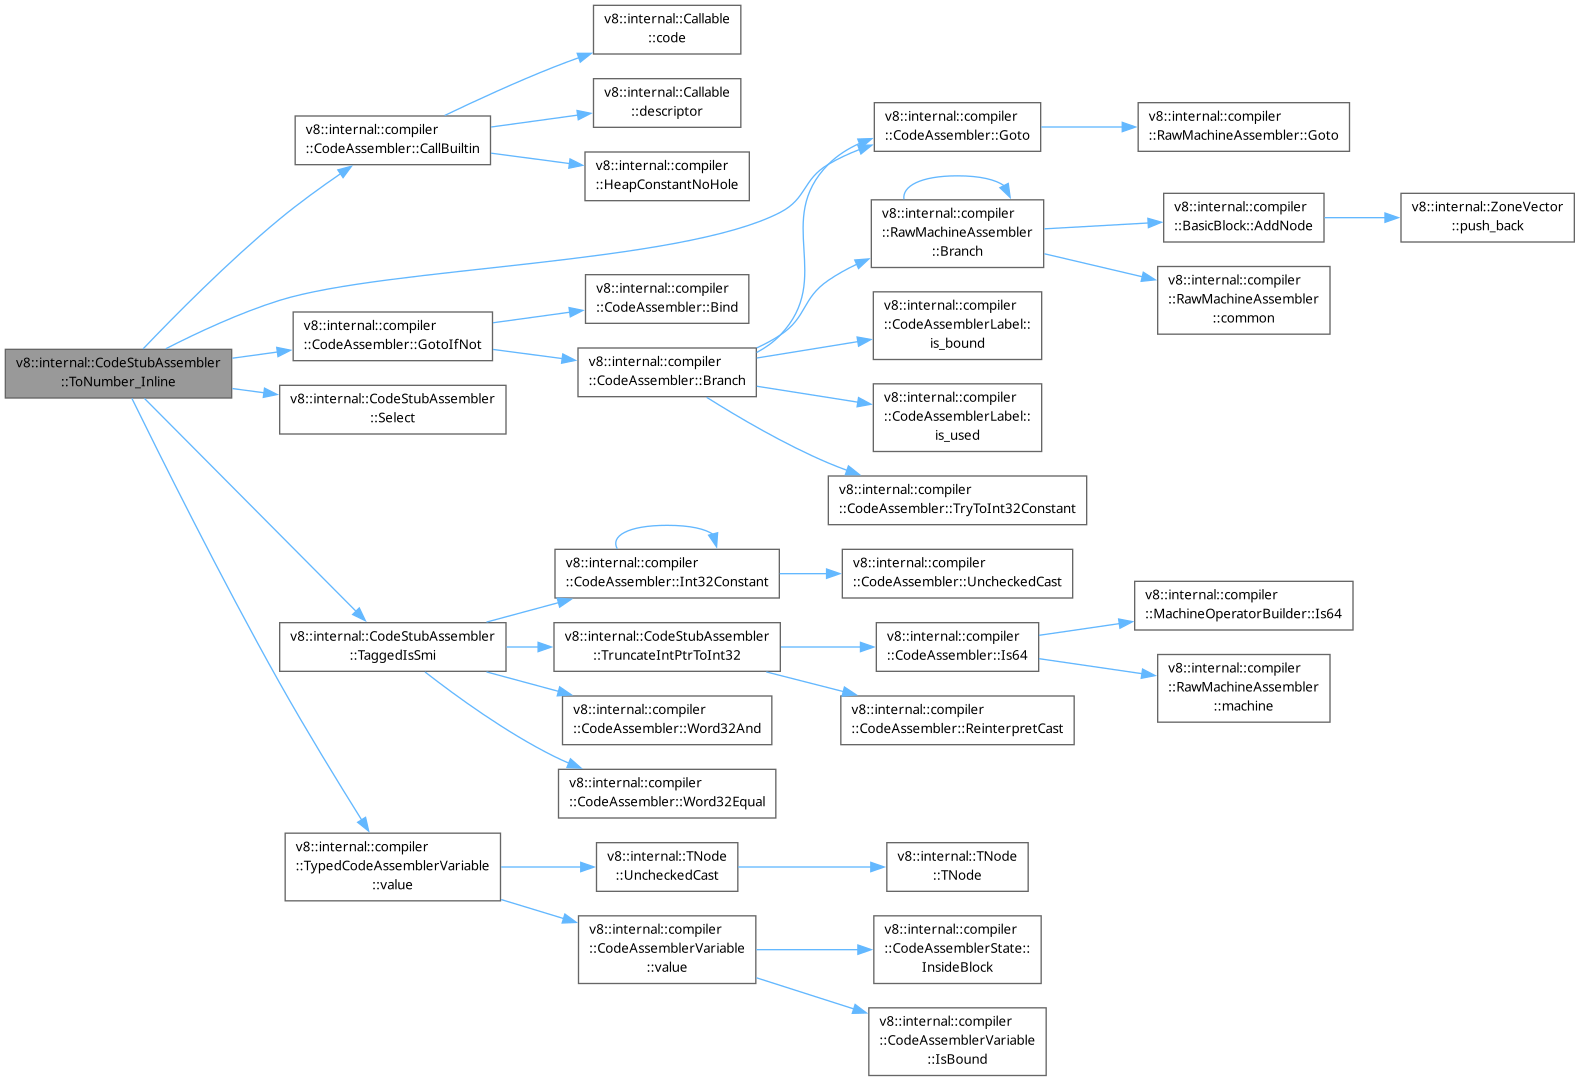 v8::internal::CodeStubAssembler
::ToNumber_Inline
v8::internal::compiler
::CodeAssembler::CallBuiltin
v8::internal::Callable
::code
v8::internal::Callable
::descriptor
v8::internal::compiler
::HeapConstantNoHole
v8::internal::compiler
::CodeAssembler::Goto
v8::internal::compiler
::RawMachineAssembler::Goto
v8::internal::compiler
::CodeAssembler::GotoIfNot
v8::internal::compiler
::CodeAssembler::Bind
v8::internal::compiler
::CodeAssembler::Branch
v8::internal::compiler
::RawMachineAssembler
::Branch
v8::internal::compiler
::BasicBlock::AddNode
v8::internal::ZoneVector
::push_back
v8::internal::compiler
::RawMachineAssembler
::common
v8::internal::compiler
::CodeAssemblerLabel::
is_bound
v8::internal::compiler
::CodeAssemblerLabel::
is_used
v8::internal::compiler
::CodeAssembler::TryToInt32Constant
v8::internal::CodeStubAssembler
::Select
v8::internal::CodeStubAssembler
::TaggedIsSmi
v8::internal::compiler
::CodeAssembler::Int32Constant
v8::internal::compiler
::CodeAssembler::UncheckedCast
v8::internal::CodeStubAssembler
::TruncateIntPtrToInt32
v8::internal::compiler
::CodeAssembler::Is64
v8::internal::compiler
::MachineOperatorBuilder::Is64
v8::internal::compiler
::RawMachineAssembler
::machine
v8::internal::compiler
::CodeAssembler::ReinterpretCast
v8::internal::compiler
::CodeAssembler::Word32And
v8::internal::compiler
::CodeAssembler::Word32Equal
v8::internal::compiler
::TypedCodeAssemblerVariable
::value
v8::internal::TNode
::UncheckedCast
v8::internal::TNode
::TNode
v8::internal::compiler
::CodeAssemblerVariable
::value
v8::internal::compiler
::CodeAssemblerState::
InsideBlock
v8::internal::compiler
::CodeAssemblerVariable
::IsBound